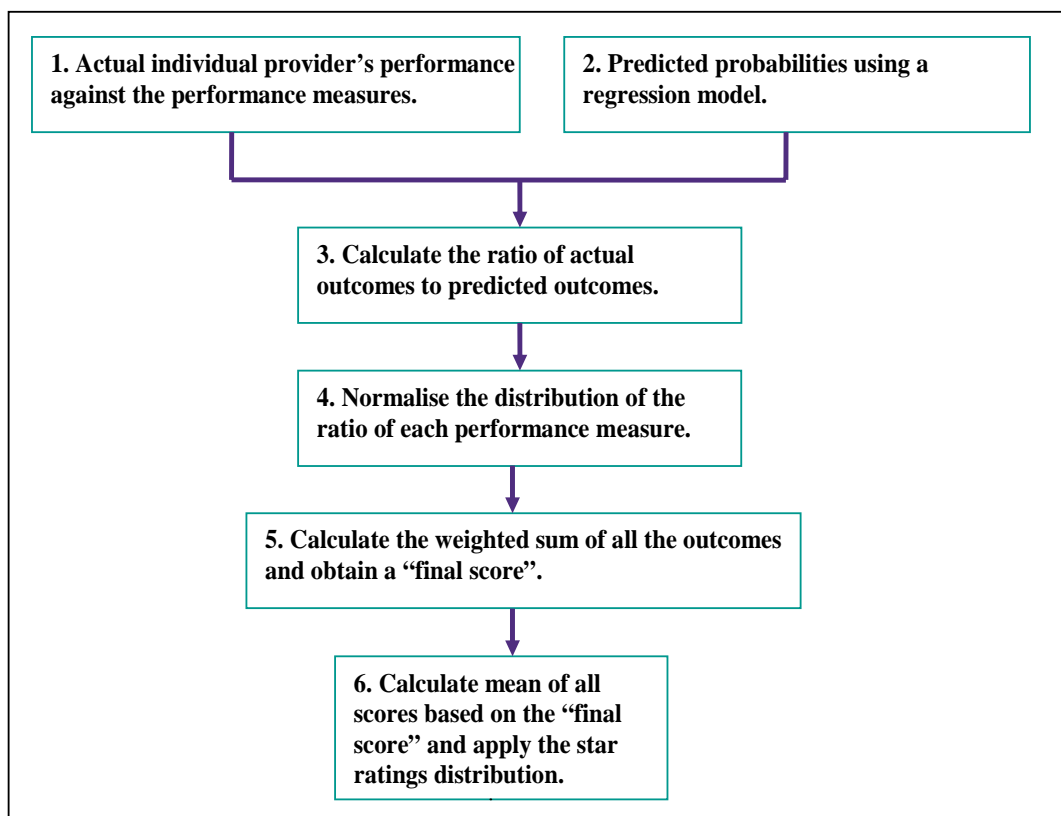 1. Actual individual provider’s performance
against the performance measures.
2. Predicted probabilities using a
regression model.
3. Calculate the ratio of actual
outcomes to predicted outcomes.
4. Normalise the distribution of the
ratio of each performance measure.
5. Calculate the weighted sum of all the outcomes
and obtain a “final score”.
6. Calculate mean of all
scores based on the “final
score” and apply the star
ratings distribution.